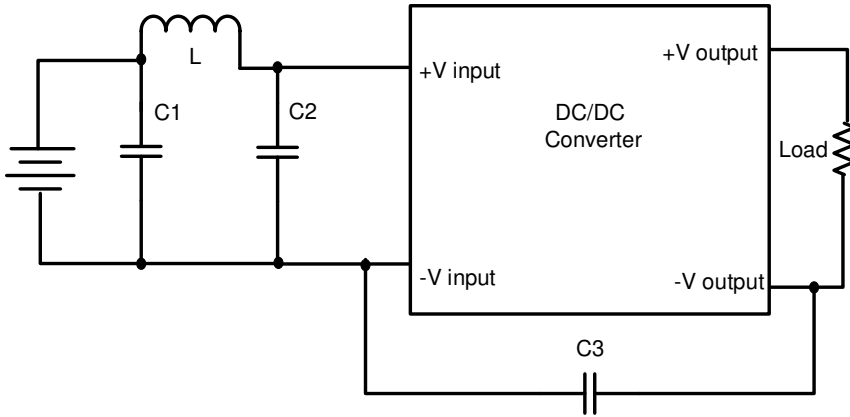 L
C1
C2
+V input
-V input
DC/DC
Converter
+V output
-V output
Load
C3